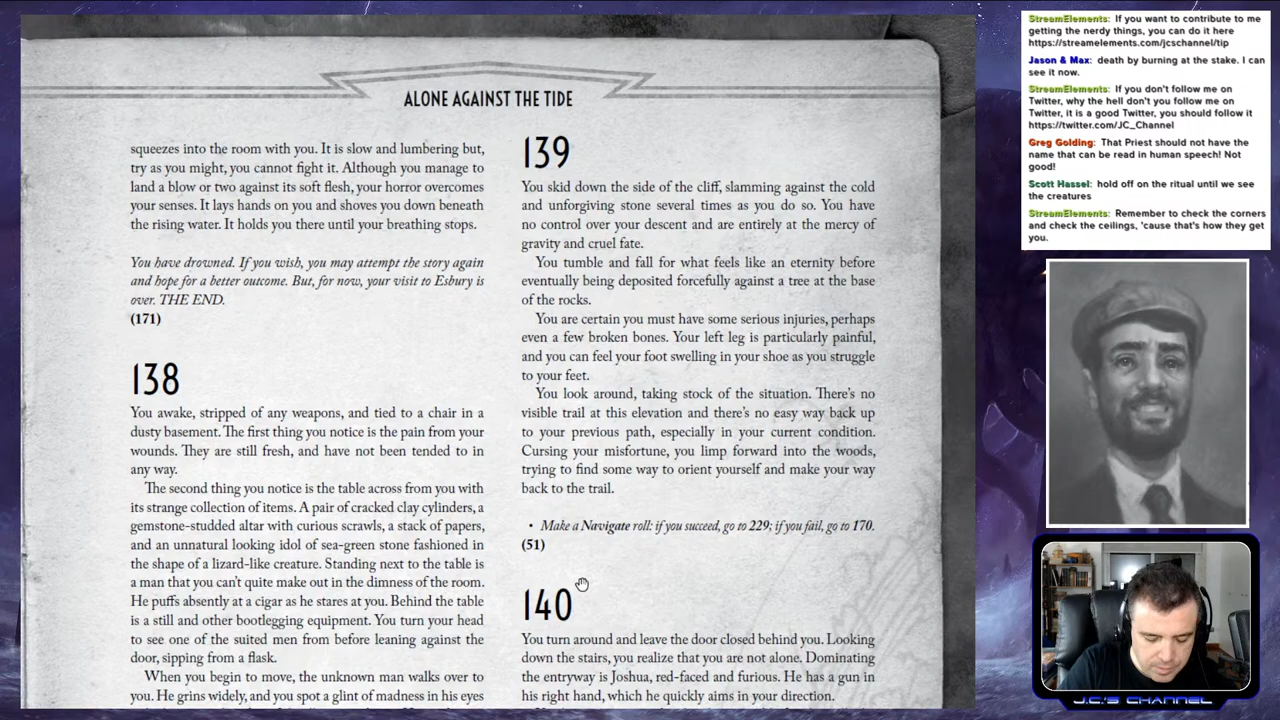 ALONE AGAINST THE TIDE
squeezes into the room with you. It is slow and lumbering but,
try as you might, you cannot fight it. Although you manage to
land a blow or two against its soft flesh, your horror overcomes
your senses. It lays hands on you and shoves you down beneath
the rising water. It holds you there until your breathing stops.
You have drowned. If you wish, you may attempt the story again
and hope for a better outcome. But, for now, your visit to Esbury is
over. THE END.
(171)
138
You awake, stripped of any weapons, and tied to a chair in a
dusty basement. The first thing you notice is the pain from your
wounds. They are still fresh, and have not been tended to in
any way.
The second thing you notice is the table across from you with
its strange collection of items. A pair of cracked clay cylinders, a
gemstone-studded altar with curious scrawls, a stack of papers,
and an unnatural looking idol of sea-green stone fashioned in
the shape of a lizard-like creature. Standing next to the table is
a man that you can't quite make out in the dimness of the room.
He puffs absently at a cigar as he stares at you. Behind the table
is a still and other bootlegging equipment. You turn your head
to see one of the suited men from before leaning against the
door, sipping from a flask.
When you begin to move, the unknown man walks over to
you. He grins widely, and you spot a glint of madness in his eyes
139
You skid down the side of the cliff, slamming against the cold
and unforgiving stone several times as you do so. You have
no control over your descent and are entirely at the mercy of
gravity and cruel fate.
You tumble and fall for what feels like an eternity before
eventually being deposited forcefully against a tree at the base
of the rocks.
You are certain you must have some serious injuries, perhaps
even a few broken bones. Your left leg is particularly painful,
and you can feel your foot swelling in your shoe as you struggle
to your feet.
You look around, taking stock of the situation. There's no
visible trail at this elevation and there's no easy way back up
to your previous path, especially in your current condition.
Cursing your misfortune, you limp forward into the woods,
trying to find some way to orient yourself and make your way
back to the trail.
• Make a Navigate roll: if you succeed, go to 229; if you fail, go to 170.
(51)
140
You turn around and leave the door closed behind you. Looking
down the stairs, you realize that you are not alone. Dominating
the entryway is Joshua, red-faced and furious. He has a gun in
his right hand, which he quickly aims in your direction.
StreamElements: If you want to contribute to me
getting the nerdy things, you can do it here
https://streamelements.com/jcschannel/tip
Jason & Max: death by burning at the stake. I can
see it now.
StreamElements: If you don't follow me on
Twitter, why the hell don't you follow me on
Twitter, it is a good Twitter, you should follow it
https://twitter.com/JC_Channel
Greg Golding: That Priest should not have the
name that can be read in human speech! Not
good!
Scott Hassel: hold off on the ritual until we see
the creatures
StreamElements: Remember to check the corners
and check the ceilings, 'cause that's how they get
you.
J.C.'S CHANNEL